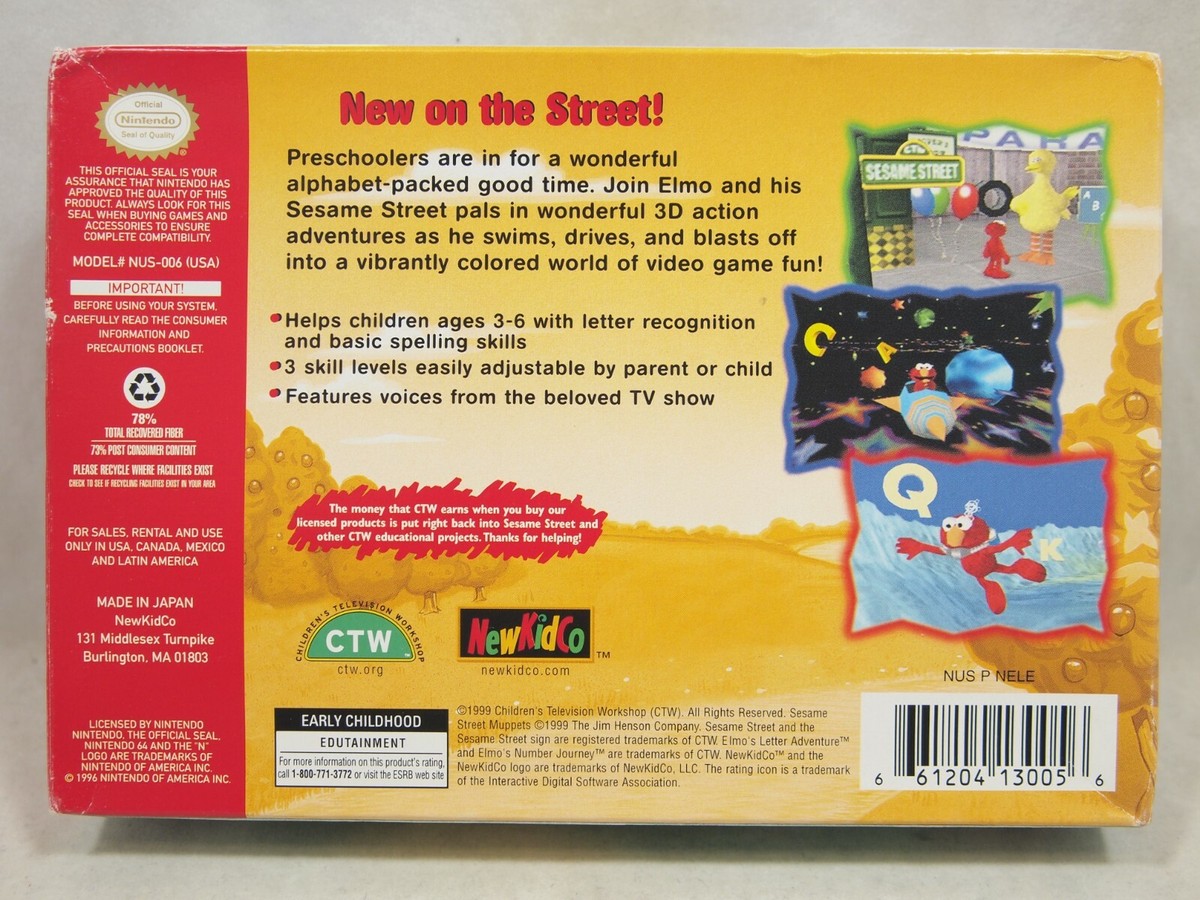 Official
Nintendo
Seal of Quality
THIS OFFICIAL SEAL IS YOUR
ASSURANCE THAT NINTENDO HAS
APPROVED THE QUALITY OF THIS
PRODUCT. ALWAYS LOOK FOR THIS
SEAL WHEN BUYING GAMES AND
ACCESSORIES TO ENSURE
COMPLETE COMPATIBILITY.
MODEL# NUS-006 (USA)
IMPORTANT!
BEFORE USING YOUR SYSTEM,
CAREFULLY READ THE CONSUMER
INFORMATION AND
PRECAUTIONS BOOKLET.
78%
TOTAL RECOVERED FIBER
73% POST CONSUMER CONTENT
PLEASE RECYCLE WHERE FACILITIES EXIST
CHECK TO SEE IF RECYCLING FACILITIES EXIST IN YOUR AREA
FOR SALES, RENTAL AND USE
ONLY IN USA, CANADA, MEXICO
AND LATIN AMERICA
MADE IN JAPAN
NewKidCo
131 Middlesex Turnpike
Burlington, MA 01803
LICENSED BY NINTENDO
NINTENDO, THE OFFICIAL SEAL,
NINTENDO 64 AND THE "N"
LOGO ARE TRADEMARKS OF
NINTENDO OF AMERICA INC.
© 1996 NINTENDO OF AMERICA INC.
New on the Street!
Preschoolers are in for a wonderful
alphabet-packed good time. Join Elmo and his
Sesame Street pals in wonderful 3D action
adventures as he swims, drives, and blasts off
into a vibrantly colored world of video game fun!
•Helps children ages 3-6 with letter recognition
and basic spelling skills
•3 skill levels easily adjustable by parent or child
•Features voices from the beloved TV show
PARA
CTW
SESAME STREET
A
B
C
A
Q
K
The money that CTW earns when you buy our
licensed products is put right back into Sesame Street and
other CTW educational projects. Thanks for helping!
CHILDREN'S TELEVISION WORKSHOP
CTW
ctw.org
NewKidCo TM
newkidco.com
EARLY CHILDHOOD
EDUTAINMENT
For more information on this product's rating,
call 1-800-771-3772 or visit the ESRB web site
©1999 Children's Television Workshop (CTW). All Rights Reserved. Sesame
Street Muppets ©1999 The Jim Henson Company. Sesame Street and the
Sesame Street sign are registered trademarks of CTW. Elmo's Letter Adventure™
and Elmo's Number Journey™ are trademarks of CTW. NewKidCo™ and the
NewKidCo logo are trademarks of NewKidCo, LLC. The rating icon is a trademark
of the Interactive Digital Software Association.
NUS P NELE
6 61204 13005 6